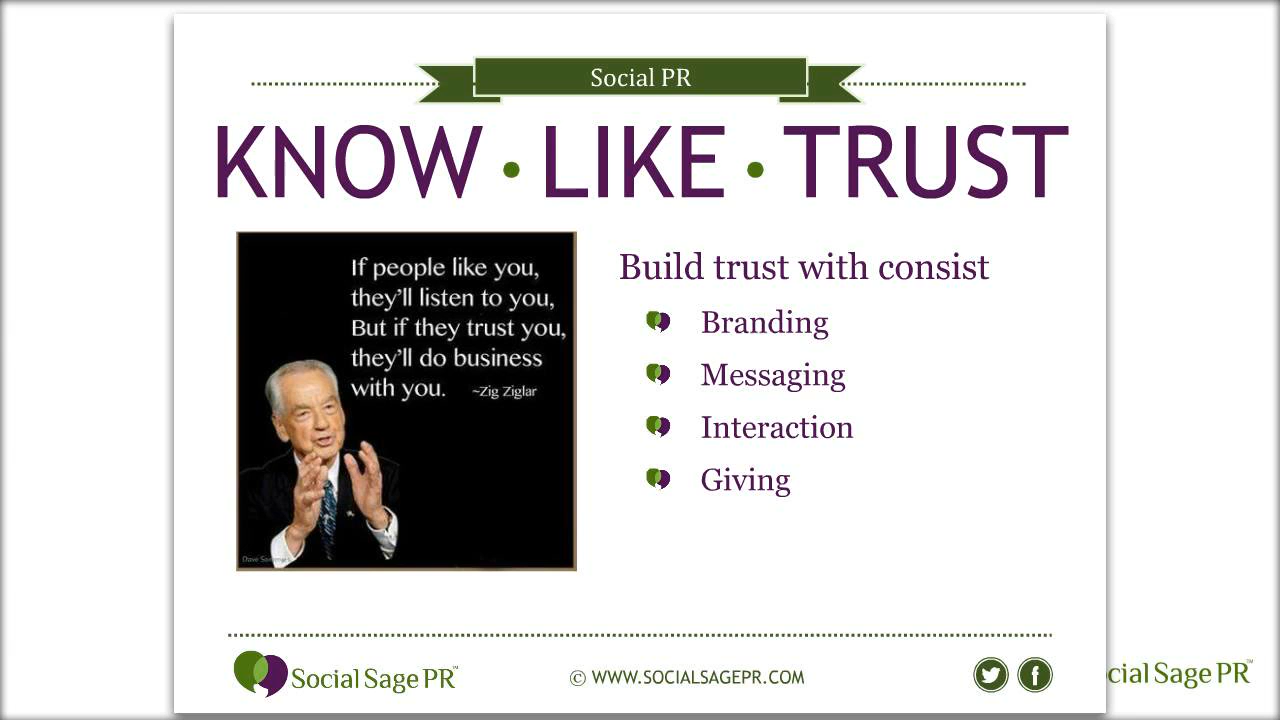 Social PR
KNOW • LIKE • TRUST
If people like you,
they'll listen to you,
But if they trust you,
they'll do business
with you. ~Zig Ziglar
Build trust with consist
Branding
Messaging
Interaction
Giving
Social Sage PR™
© WWW.SOCIALSAGEPR.COM
cial Sage PR™